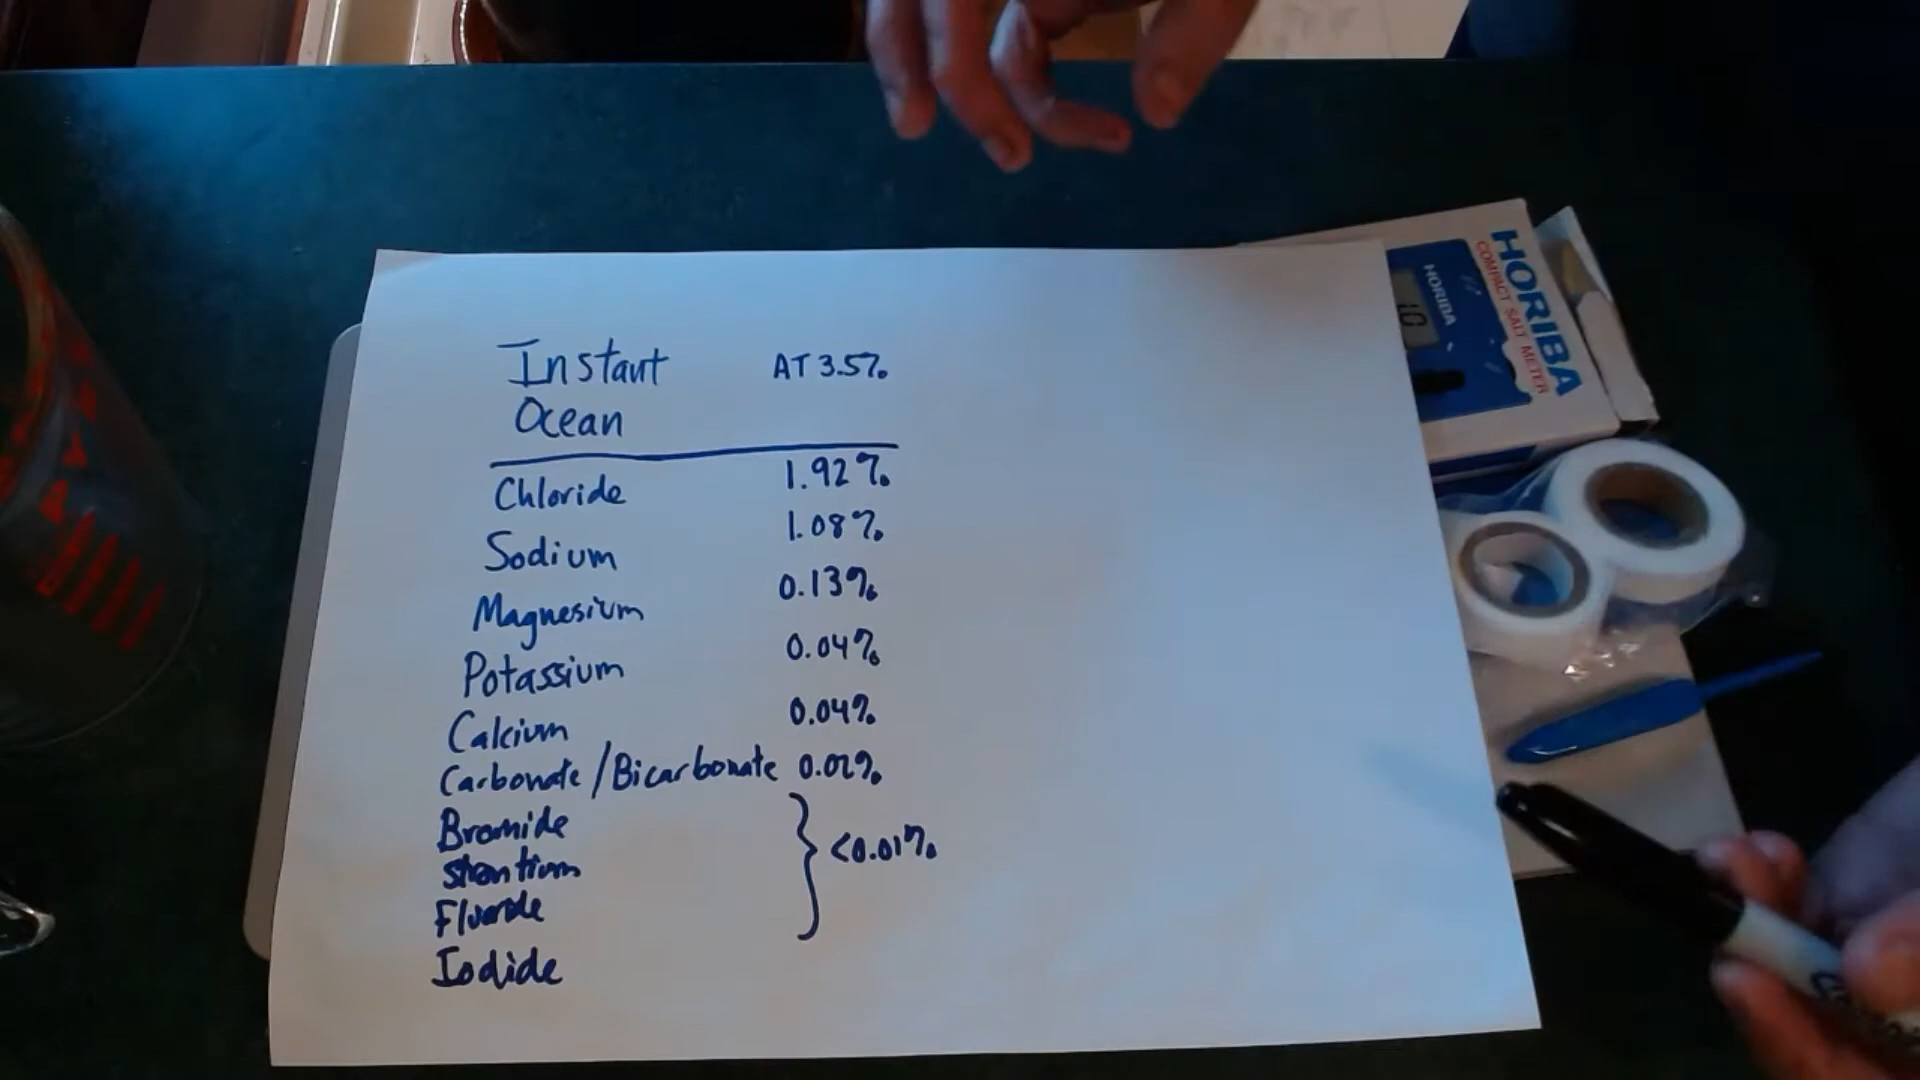 Instant AT 3.5%
Ocean
Chloride 1.92%
Sodium 1.08%
Magnesium 0.13%
Potassium 0.04%
Calcium 0.04%
Carbonate/Bicarbonate 0.02%
Bromide
Strontium
Fluoride
<0.01%
Iodide
HORIBA
COMPACT SALT METER
HORIBA